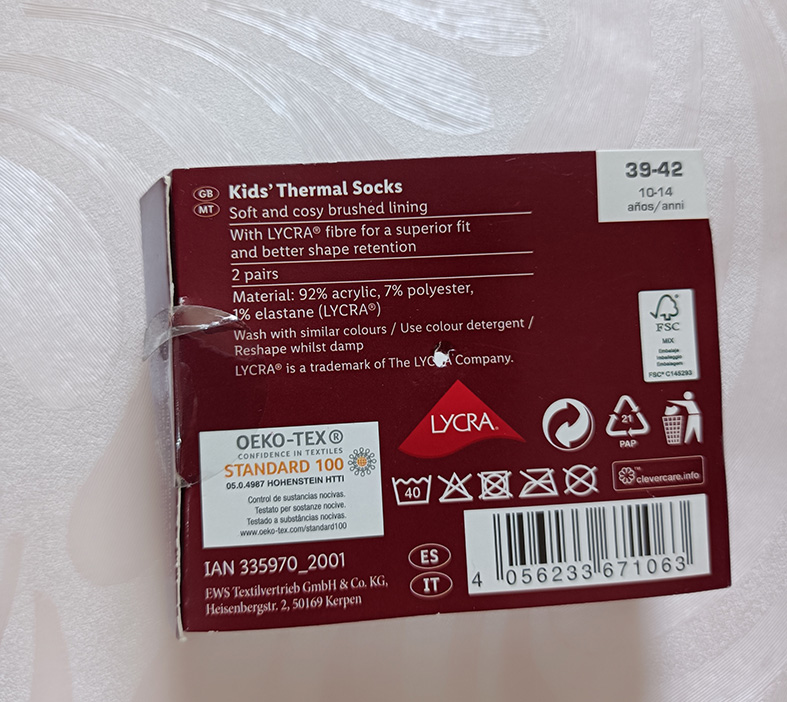 GB
MT
Kids' Thermal Socks
Soft and cosy brushed lining
With LYCRA® fibre for a superior fit
and better shape retention
2 pairs
Material: 92% acrylic, 7% polyester,
1% elastane (LYCRA®)
Wash with similar colours / Use colour detergent /
Reshape whilst damp
LYCRA® is a trademark of The LYCRA Company.
39-42
10-14
años/anni
FSC
MIX
Embalaje
Imballaggio
Embalagem
FSC® C145293
LYCRA®
21
PAP
OEKO-TEX®
CONFIDENCE IN TEXTILES
STANDARD 100
05.0.4987 HOHENSTEIN HTTI
Control de sustancias nocivas.
Testato per sostanze nocive.
Testado a substâncias nocivas.
www.oeko-tex.com/standard100
40
clevercare.info
IAN 335970_2001
EWS Textilvertrieb GmbH & Co. KG,
Heisenbergstr. 2, 50169 Kerpen
ES
IT
4 056233 671063